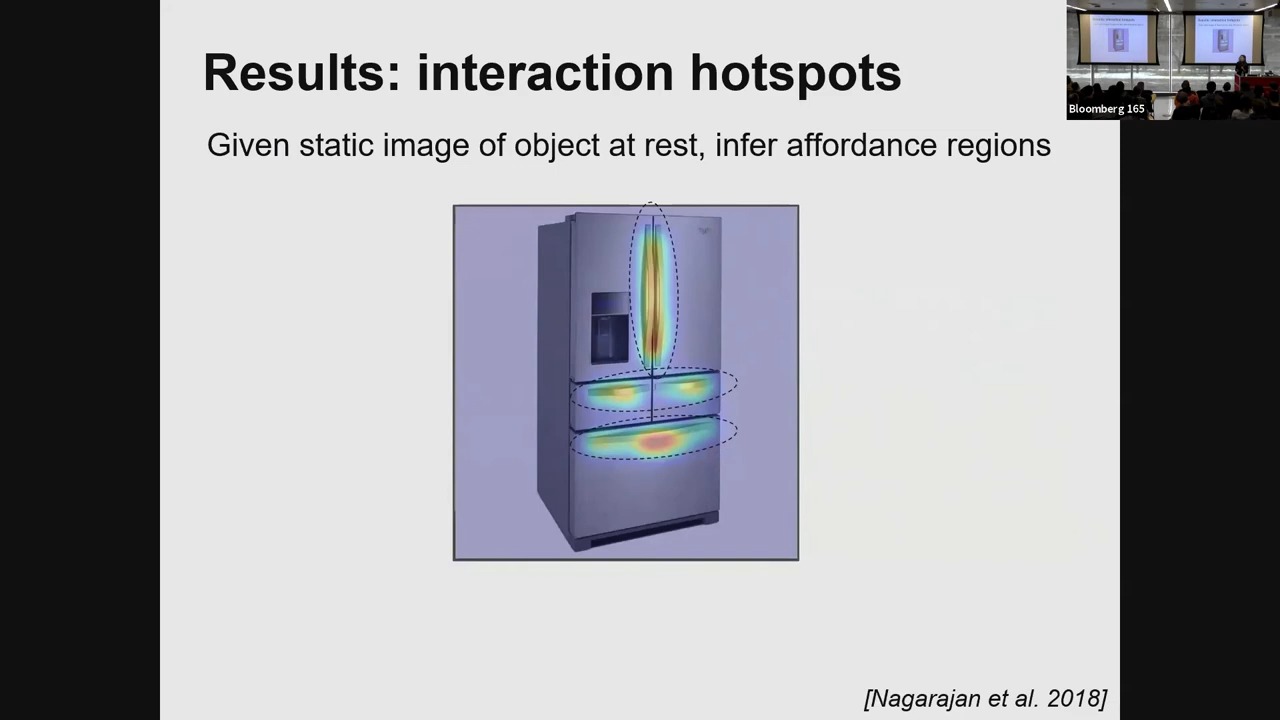 Results: interaction hotspots
Given static image of object at rest, infer affordance regions
Bloomberg 165
[Nagarajan et al. 2018]